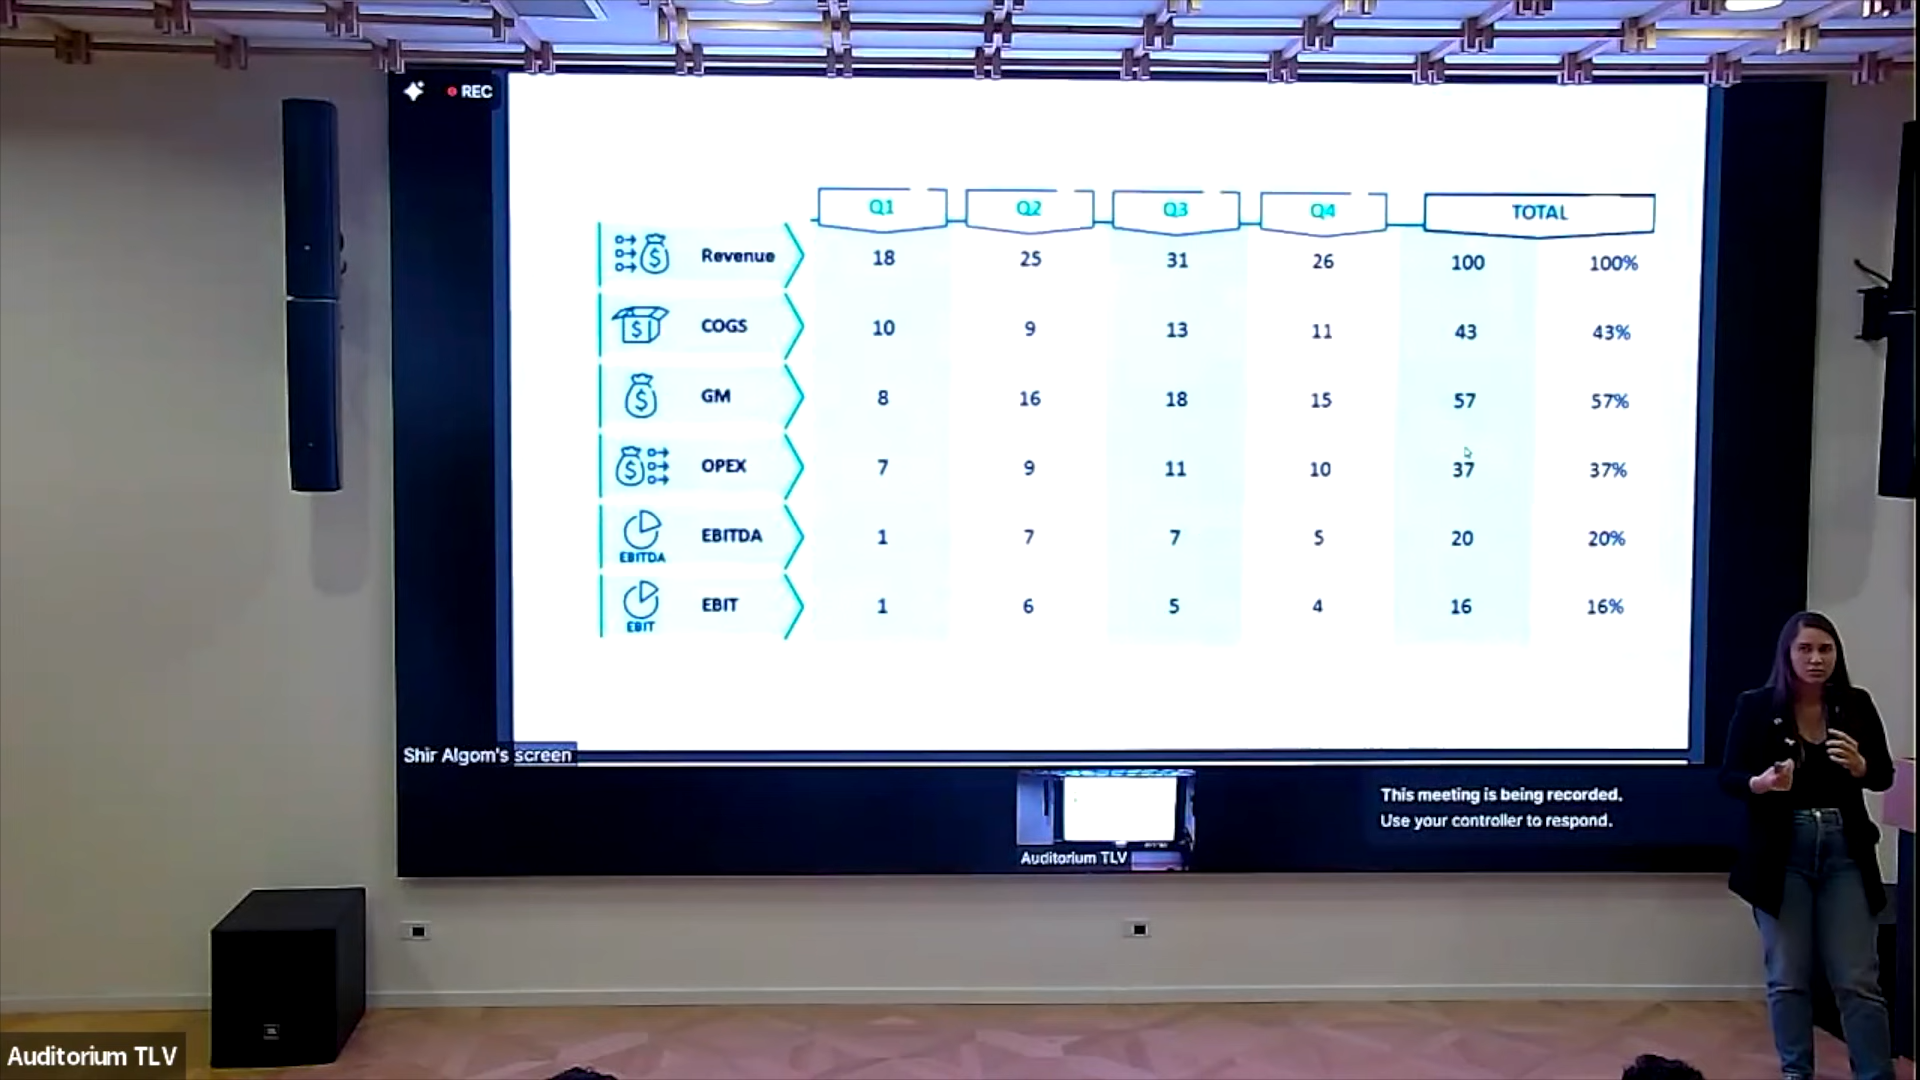 REC
Q1 Q2 Q3 Q4 TOTAL
Revenue 18 25 31 26 100 100%
COGS 10 9 13 11 43 43%
GM 8 16 18 15 57 57%
OPEX 7 9 11 10 37 37%
EBITDA EBITDA 1 7 7 5 20 20%
EBIT EBIT 1 6 5 4 16 16%
Shir Algom's screen
This meeting is being recorded.
Use your controller to respond.
Auditorium TLV
Auditorium TLV